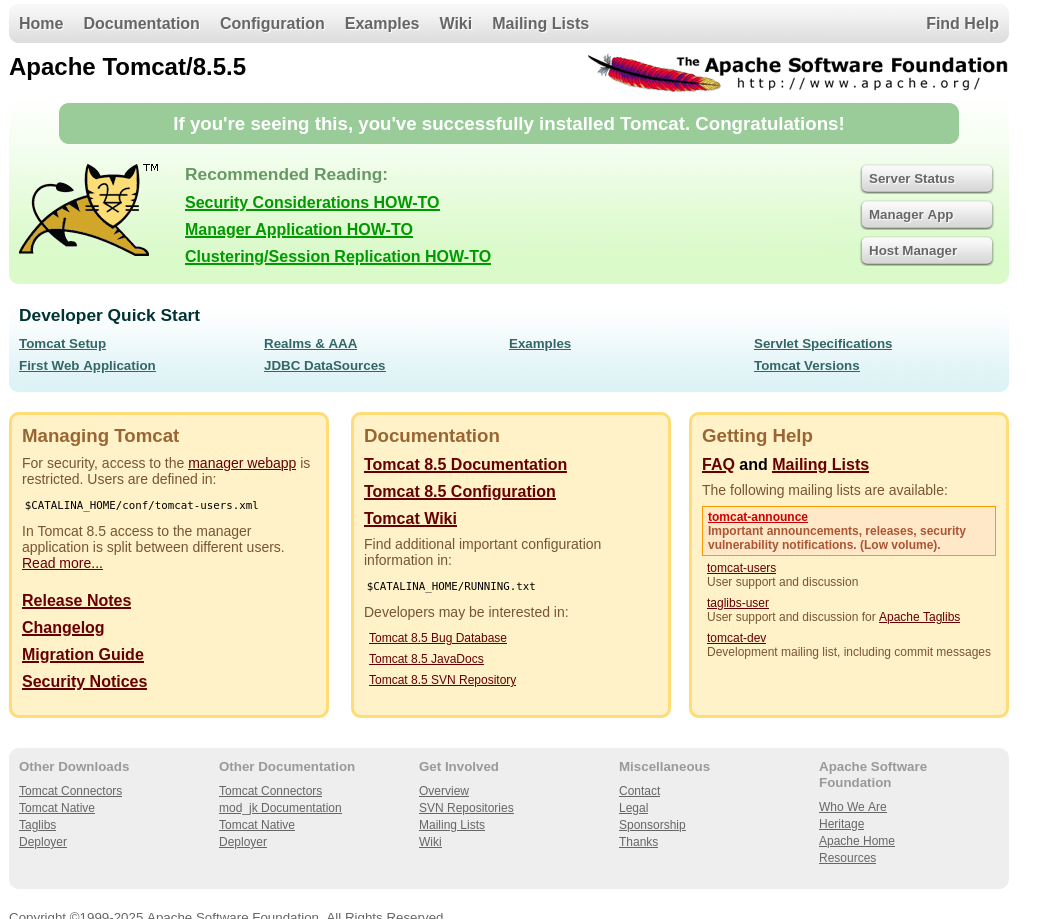 Home Documentation Configuration Examples Wiki Mailing Lists Find Help
Apache Tomcat/8.5.5
The Apache Software Foundation
http://www.apache.org/
If you're seeing this, you've successfully installed Tomcat. Congratulations!
TM
Recommended Reading:
Security Considerations HOW-TO
Manager Application HOW-TO
Clustering/Session Replication HOW-TO
Server Status
Manager App
Host Manager
Developer Quick Start
Tomcat Setup
First Web Application
Realms & AAA
JDBC DataSources
Examples
Servlet Specifications
Tomcat Versions
Managing Tomcat
For security, access to the manager webapp is
restricted. Users are defined in:
$CATALINA_HOME/conf/tomcat-users.xml
In Tomcat 8.5 access to the manager
application is split between different users.
Read more...
Release Notes
Changelog
Migration Guide
Security Notices
Documentation
Tomcat 8.5 Documentation
Tomcat 8.5 Configuration
Tomcat Wiki
Find additional important configuration
information in:
$CATALINA_HOME/RUNNING.txt
Developers may be interested in:
Tomcat 8.5 Bug Database
Tomcat 8.5 JavaDocs
Tomcat 8.5 SVN Repository
Getting Help
FAQ and Mailing Lists
The following mailing lists are available:
tomcat-announce
Important announcements, releases, security
vulnerability notifications. (Low volume).
tomcat-users
User support and discussion
taglibs-user
User support and discussion for Apache Taglibs
tomcat-dev
Development mailing list, including commit messages
Other Downloads
Tomcat Connectors
Tomcat Native
Taglibs
Deployer
Other Documentation
Tomcat Connectors
mod_jk Documentation
Tomcat Native
Deployer
Get Involved
Overview
SVN Repositories
Mailing Lists
Wiki
Miscellaneous
Contact
Legal
Sponsorship
Thanks
Apache Software
Foundation
Who We Are
Heritage
Apache Home
Resources
Copyright ©1999-2025 Apache Software Foundation. All Rights Reserved